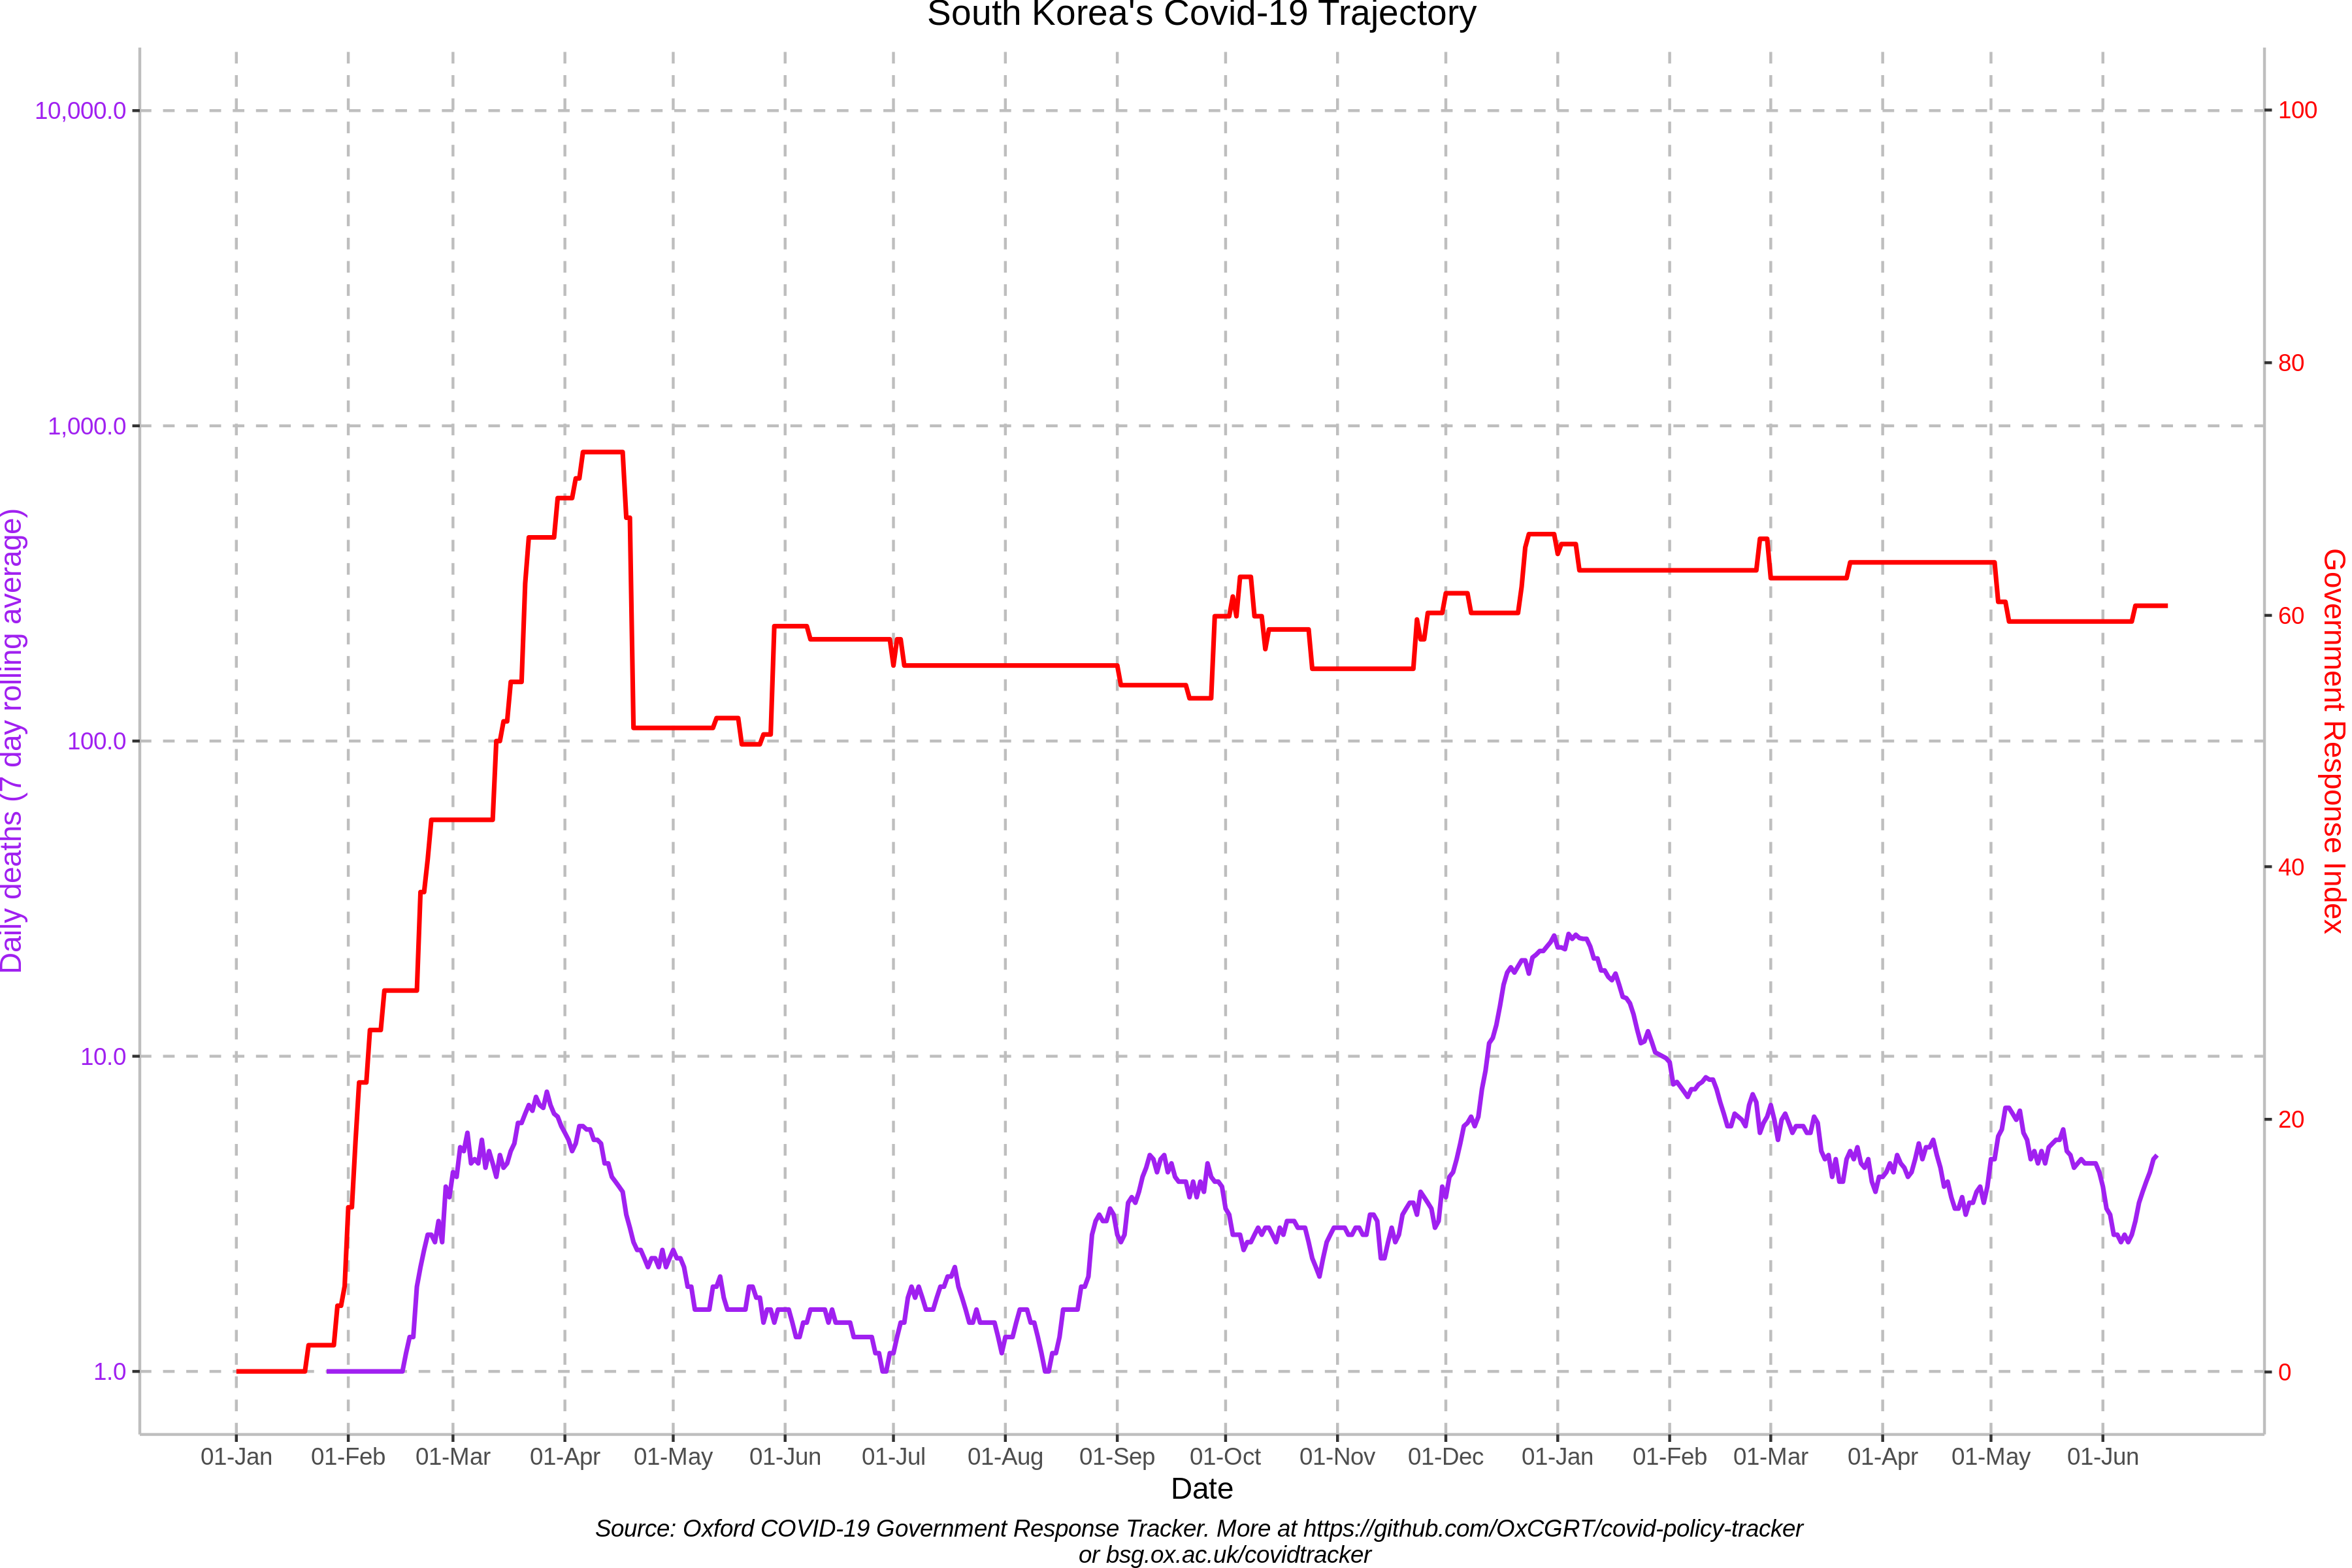 South Korea's Covid-19 Trajectory
10,000.0
1,000.0
100.0
10.0
1.0
Daily deaths (7 day rolling average)
100
80
60
40
20
0
Government Response Index
01-Jan 01-Feb 01-Mar 01-Apr 01-May 01-Jun 01-Jul 01-Aug 01-Sep 01-Oct 01-Nov 01-Dec 01-Jan 01-Feb 01-Mar 01-Apr 01-May 01-Jun
Date
Source: Oxford COVID-19 Government Response Tracker. More at https://github.com/OxCGRT/covid-policy-tracker
or bsg.ox.ac.uk/covidtracker